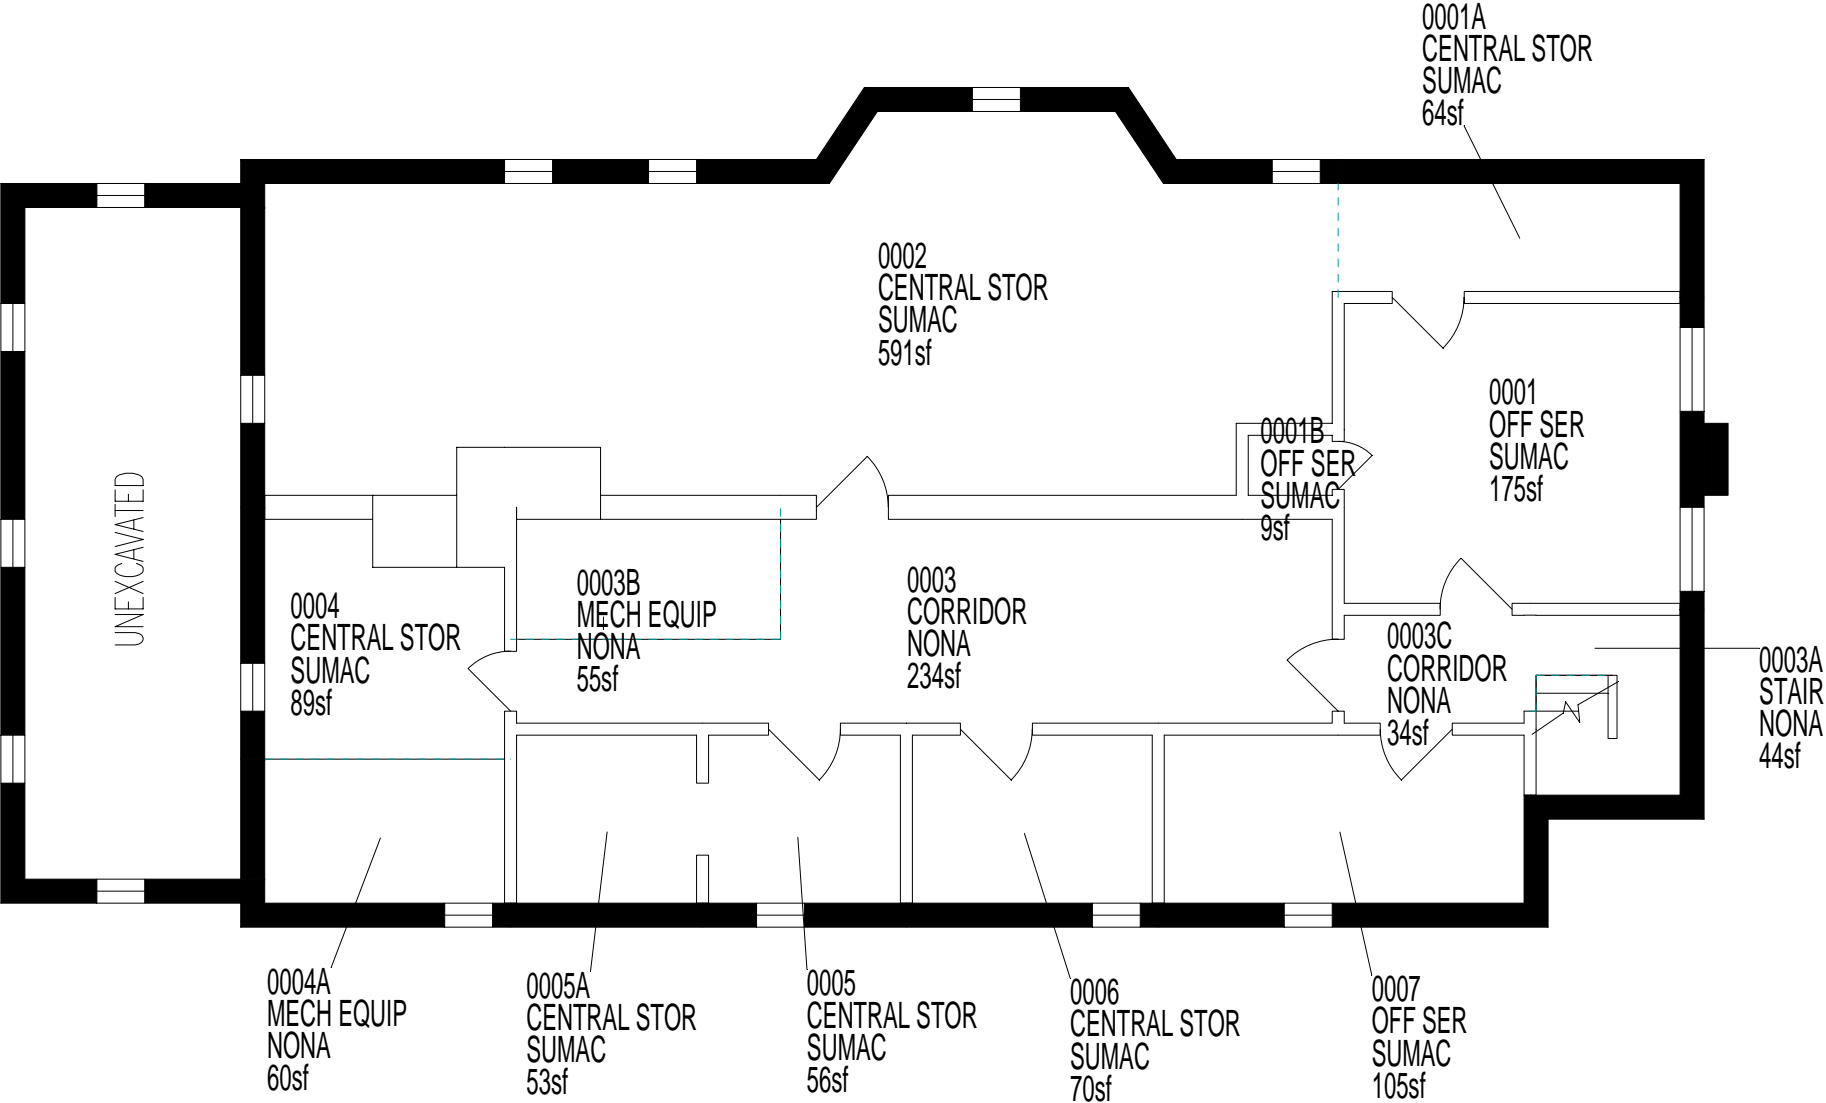 0001A
CENTRAL STOR
SUMAC
64sf
0002
CENTRAL STOR
SUMAC
591sf
0001
OFF SER
SUMAC
175sf
0001B
OFF SER
SUMAC
9sf
UNEXCAVATED
0004
CENTRAL STOR
SUMAC
89sf
0003B
MECH EQUIP
NONA
55sf
0003
CORRIDOR
NONA
234sf
0003C
CORRIDOR
NONA
34sf
0003A
STAIR
NONA
44sf
0004A
MECH EQUIP
NONA
60sf
0005A
CENTRAL STOR
SUMAC
53sf
0005
CENTRAL STOR
SUMAC
56sf
0006
CENTRAL STOR
SUMAC
70sf
0007
OFF SER
SUMAC
105sf